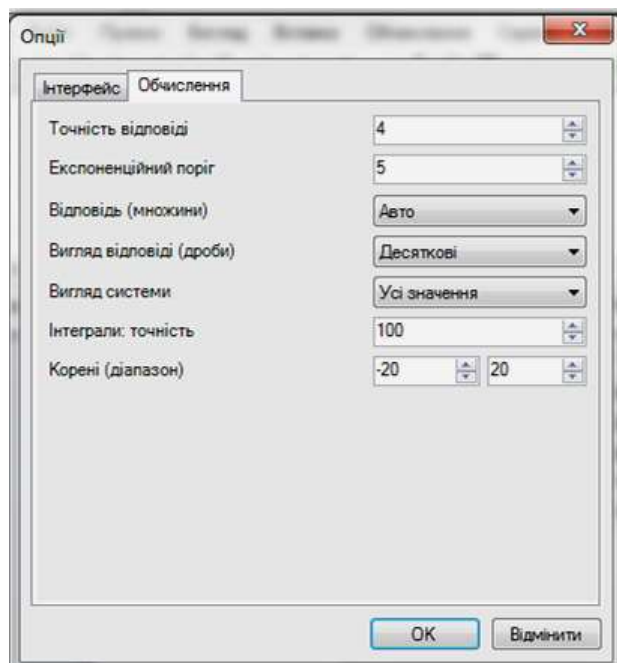 Опції
Інтерфейс Обчислення
Точність відповіді 4
Експоненційний поріг 5
Відповідь (множини) Авто
Вигляд відповіді (дроби) Десяткові
Вигляд системи Усі значення
Інтеграли: точність 100
Корені (діапазон) -20 20
OK Відмінити